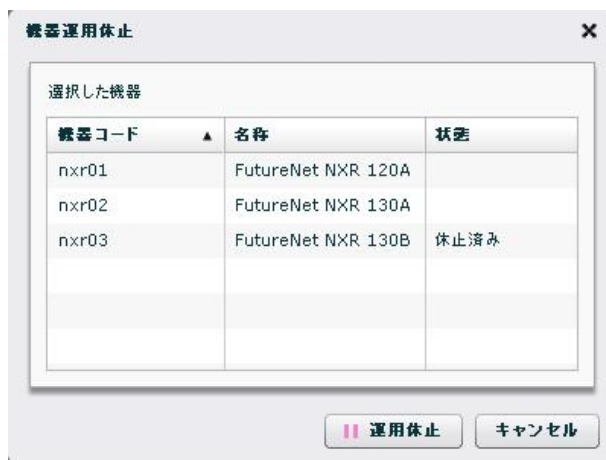 機器運用休止
選択した機器
機器コード 名称 状態
nxr01 FutureNet NXR 120A
nxr02 FutureNet NXR 130A
nxr03 FutureNet NXR 130B 休止済み
運用休止 キャンセル